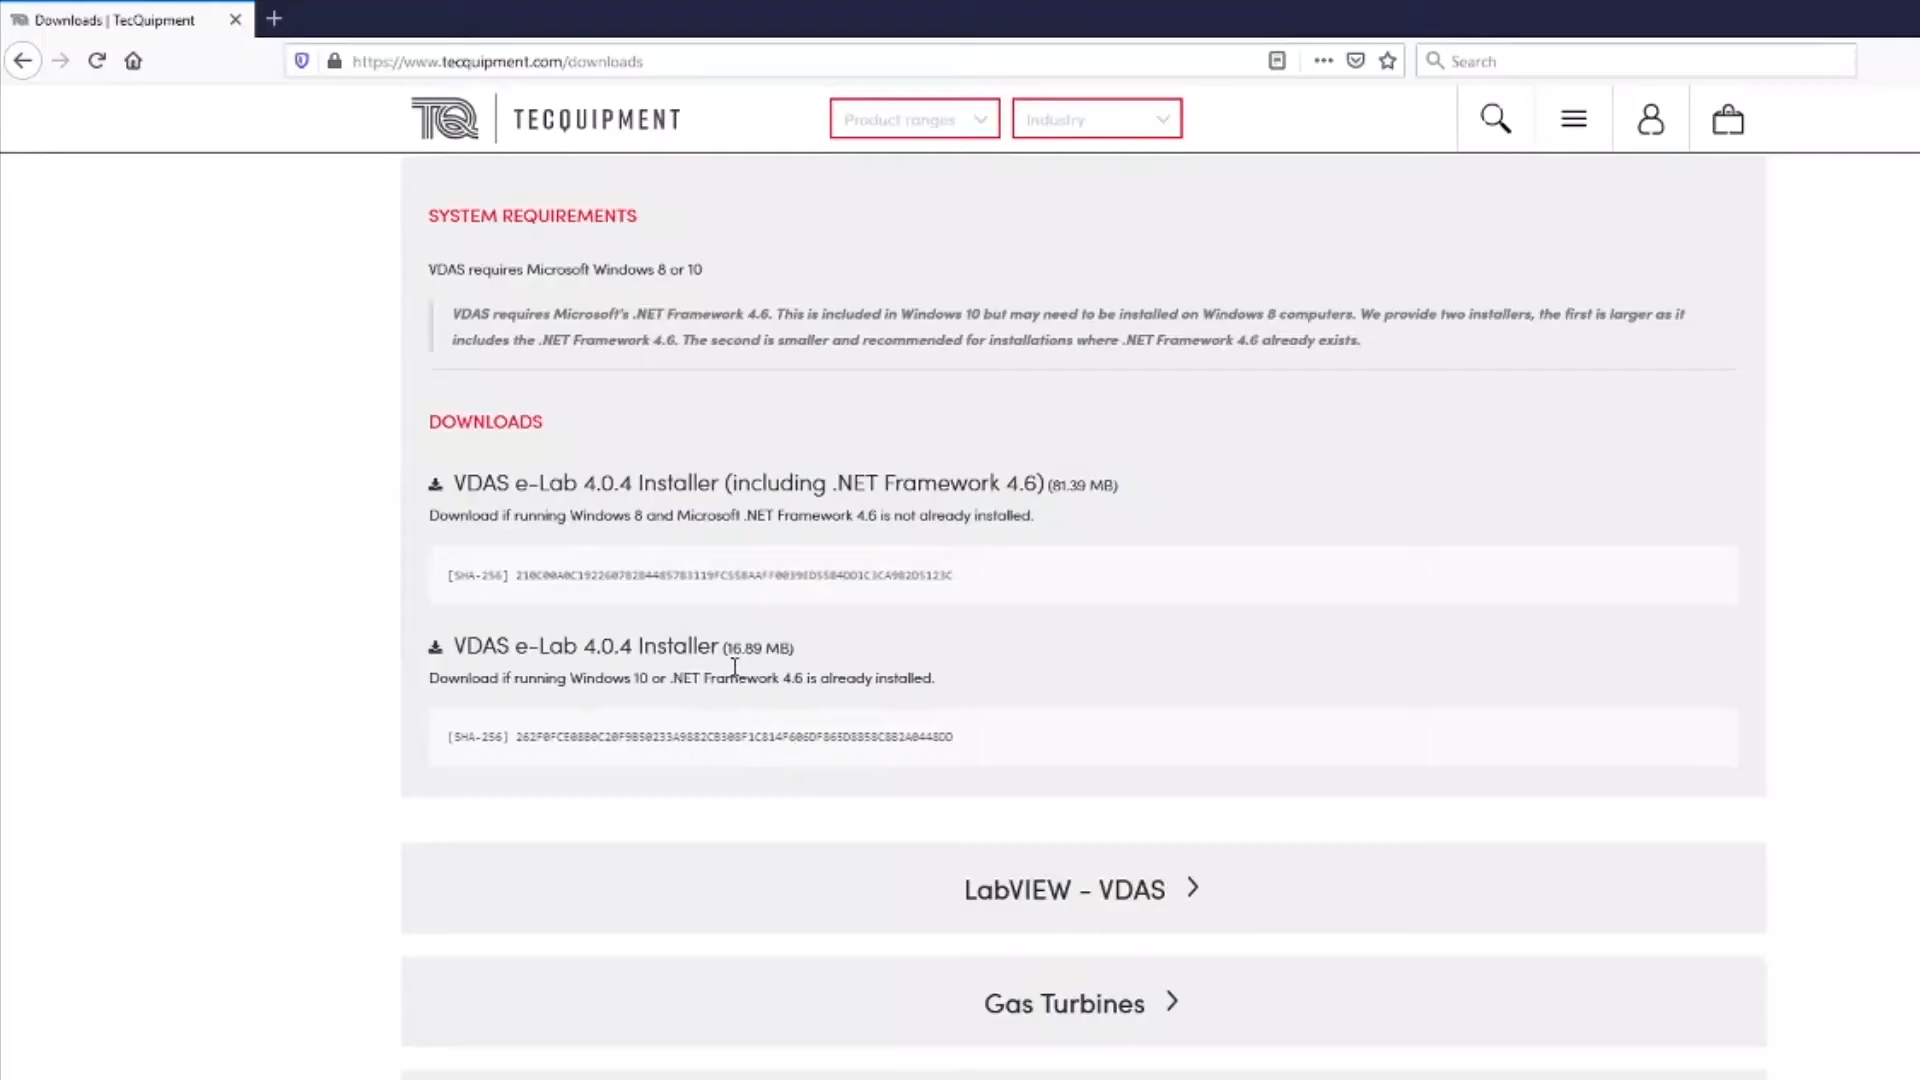 Downloads | TecQuipment
https://www.tecquipment.com/downloads
Search
TQ TECQUIPMENT
Product ranges
Industry
SYSTEM REQUIREMENTS
VDAS requires Microsoft Windows 8 or 10
VDAS requires Microsoft's .NET Framework 4.6. This is included in Windows 10 but may need to be installed on Windows 8 computers. We provide two installers, the first is larger as it
includes the .NET Framework 4.6. The second is smaller and recommended for installations where .NET Framework 4.6 already exists.
DOWNLOADS
VDAS e-Lab 4.0.4 Installer (including .NET Framework 4.6) (81.39 MB)
Download if running Windows 8 and Microsoft .NET Framework 4.6 is not already installed.
[SHA-256]
VDAS e-Lab 4.0.4 Installer (16.89 MB)
Download if running Windows 10 or .NET Framework 4.6 is already installed.
[SHA-256]
LabVIEW - VDAS
Gas Turbines